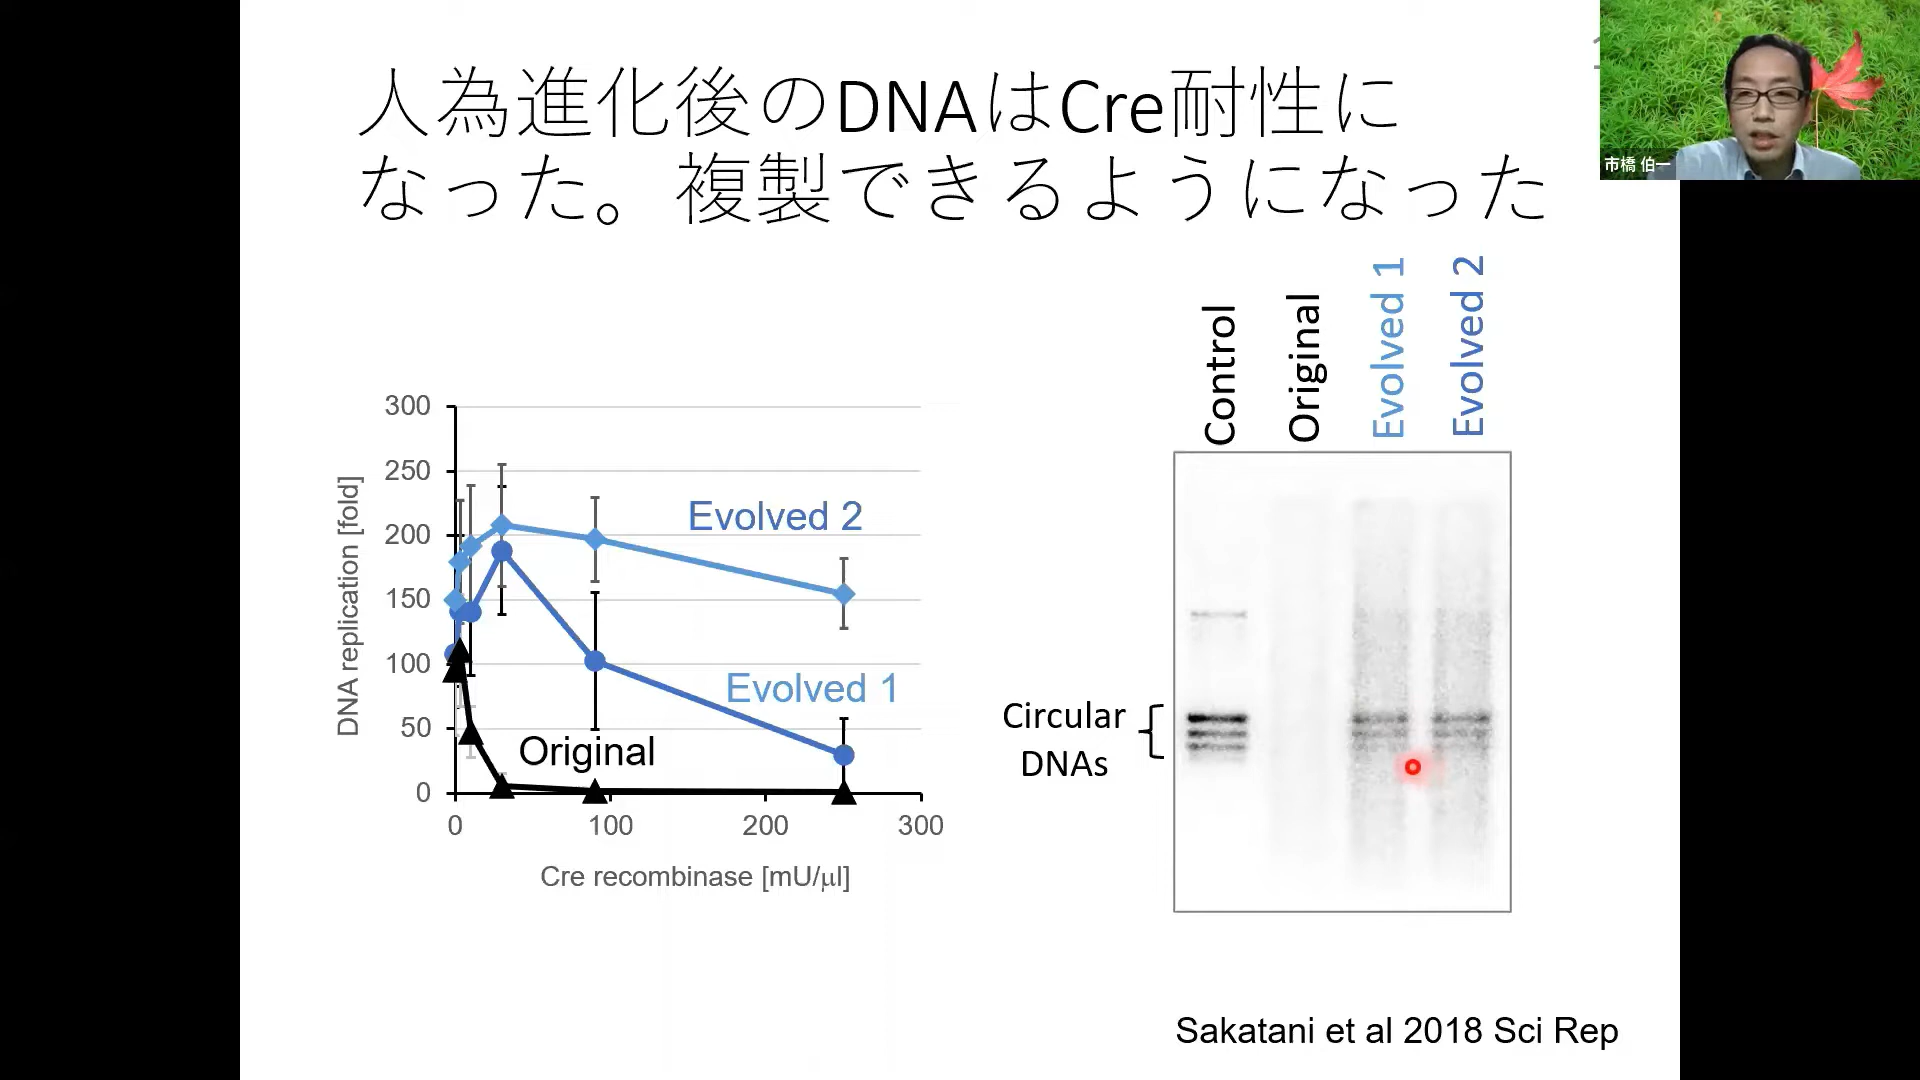 人為進化後のDNAはCre耐性に
なった。複製できるようになった
市橋 伯一
DNA replication [fold]
300
250
200
150
100
50
0
0
100
200
300
Cre recombinase [mU/μl]
Evolved 2
Evolved 1
Original
Control
Original
Evolved 1
Evolved 2
Circular
DNAs
Sakatani et al 2018 Sci Rep